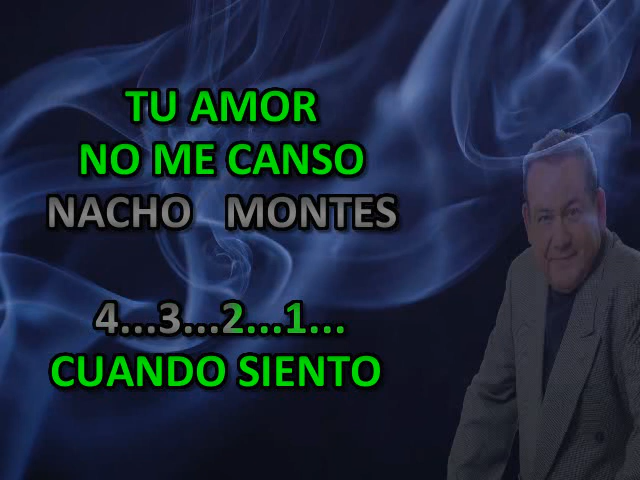 TU AMOR
NO ME CANSO
NACHO MONTES
4...3...2...1...
CUANDO SIENTO